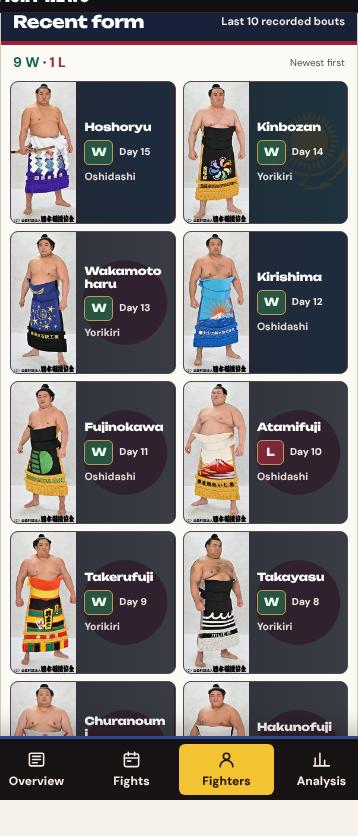 Recent form
Last 10 recorded bouts
9 W · 1 L
Newest first
Hoshoryu
W Day 15
Oshidashi
Kinbozan
W Day 14
Yorikiri
Wakamoto
haru
W Day 13
Yorikiri
Kirishima
W Day 12
Oshidashi
Fujinokawa
W Day 11
Oshidashi
Atamifuji
L Day 10
Oshidashi
Takerufuji
W Day 9
Yorikiri
Takayasu
W Day 8
Yorikiri
Churanoum
i
Hakunofuji
Overview
Fights
Fighters
Analysis